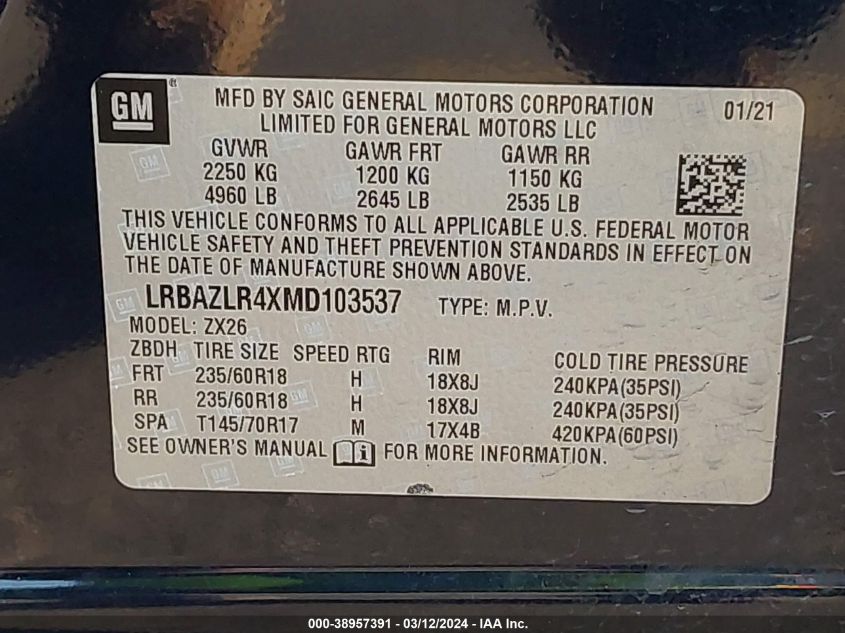 GM®
MFD BY SAIC GENERAL MOTORS CORPORATION 01/21
LIMITED FOR GENERAL MOTORS LLC
GVWR GAWR FRT GAWR RR
2250 KG 1200 KG 1150 KG
4960 LB 2645 LB 2535 LB
THIS VEHICLE CONFORMS TO ALL APPLICABLE U.S. FEDERAL MOTOR
VEHICLE SAFETY AND THEFT PREVENTION STANDARDS IN EFFECT ON
THE DATE OF MANUFACTURE SHOWN ABOVE.
LRBAZLR4XMD103537 TYPE: M.P.V.
MODEL: ZX26
ZBDH TIRE SIZE SPEED RTG RIM COLD TIRE PRESSURE
FRT 235/60R18 H 18X8J 240KPA(35PSI)
RR 235/60R18 H 18X8J 240KPA(35PSI)
SPA T145/70R17 M 17X4B 420KPA(60PSI)
SEE OWNER'S MANUAL FOR MORE INFORMATION.
000-38957391 - 03/12/2024 - IAA Inc.